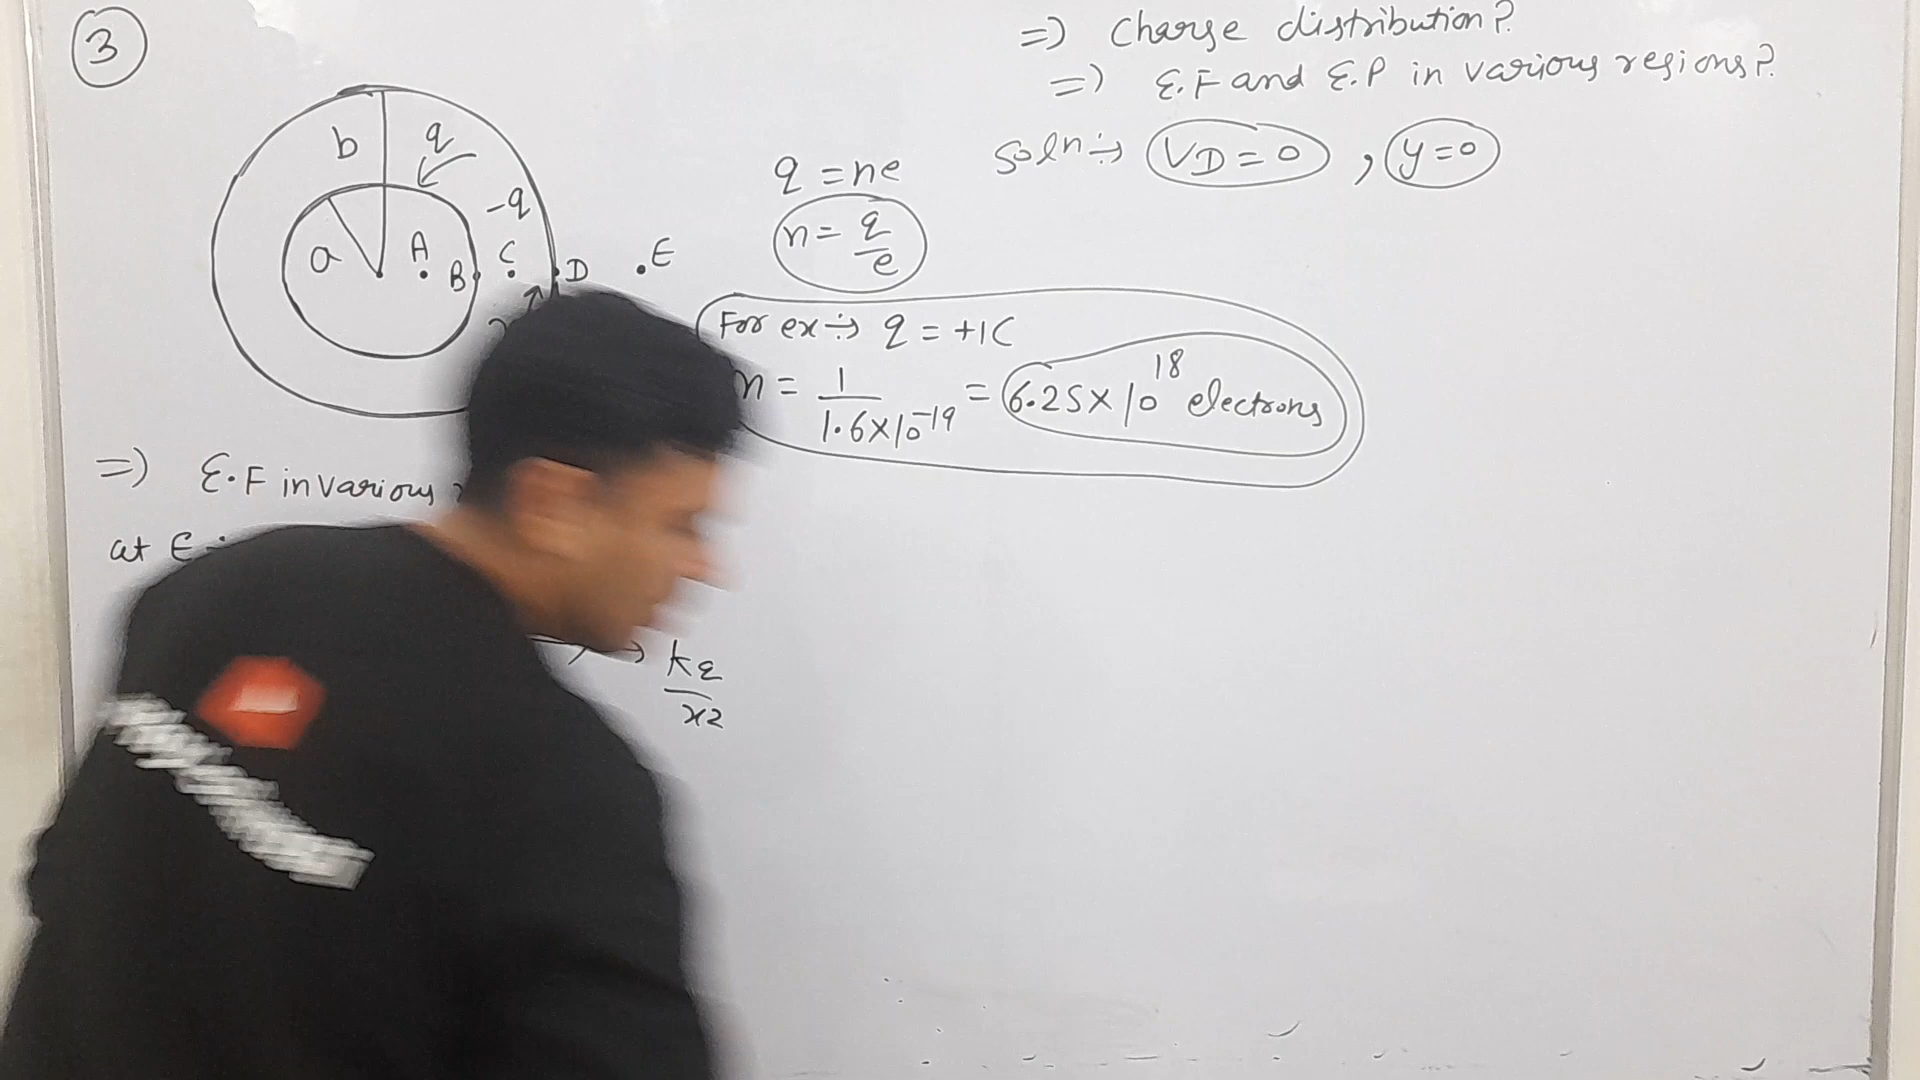 3
=> Charge distribution?
=> E.F and E.P in various regions?
Soln :-> VD = 0 , y = 0
b
q
-q
a
A
B
C
D
E
q = ne
n = q/e
For ex :-> q = +1C
n = 1/1.6×10^-19 = 6.25×10^18 electrons
=> E.F in various
at E
-> kq/x2